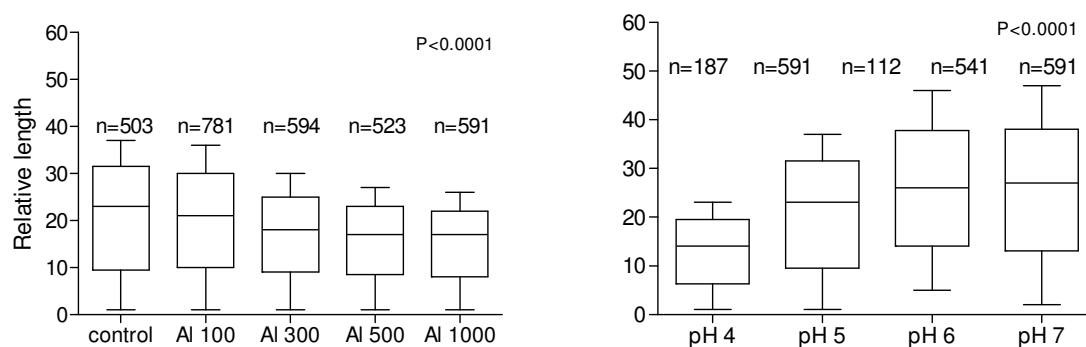 60
50
40
30
20
10
0
Relative length
P<0.0001
n=503 n=781 n=594 n=523 n=591
control Al 100 Al 300 Al 500 Al 1000
60
50
40
30
20
10
0
P<0.0001
n=187 n=591 n=112 n=541 n=591
pH 4 pH 5 pH 6 pH 7